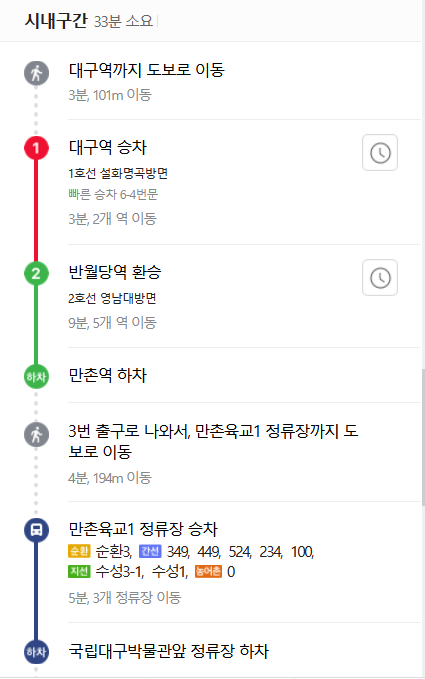 시내구간 33분 소요
대구역까지 도보로 이동
3분, 101m 이동
1
대구역 승차
1호선 설화명곡방면
빠른 승차 6-4번문
3분, 2개 역 이동
2
반월당역 환승
2호선 영남대방면
9분, 5개 역 이동
하차
만촌역 하차
3번 출구로 나와서, 만촌육교1 정류장까지 도
보로 이동
4분, 194m 이동
만촌육교1 정류장 승차
순환 순환3, 간선 349, 449, 524, 234, 100,
지선 수성3-1, 수성1, 농어촌 0
5분, 3개 정류장 이동
하차
국립대구박물관앞 정류장 하차